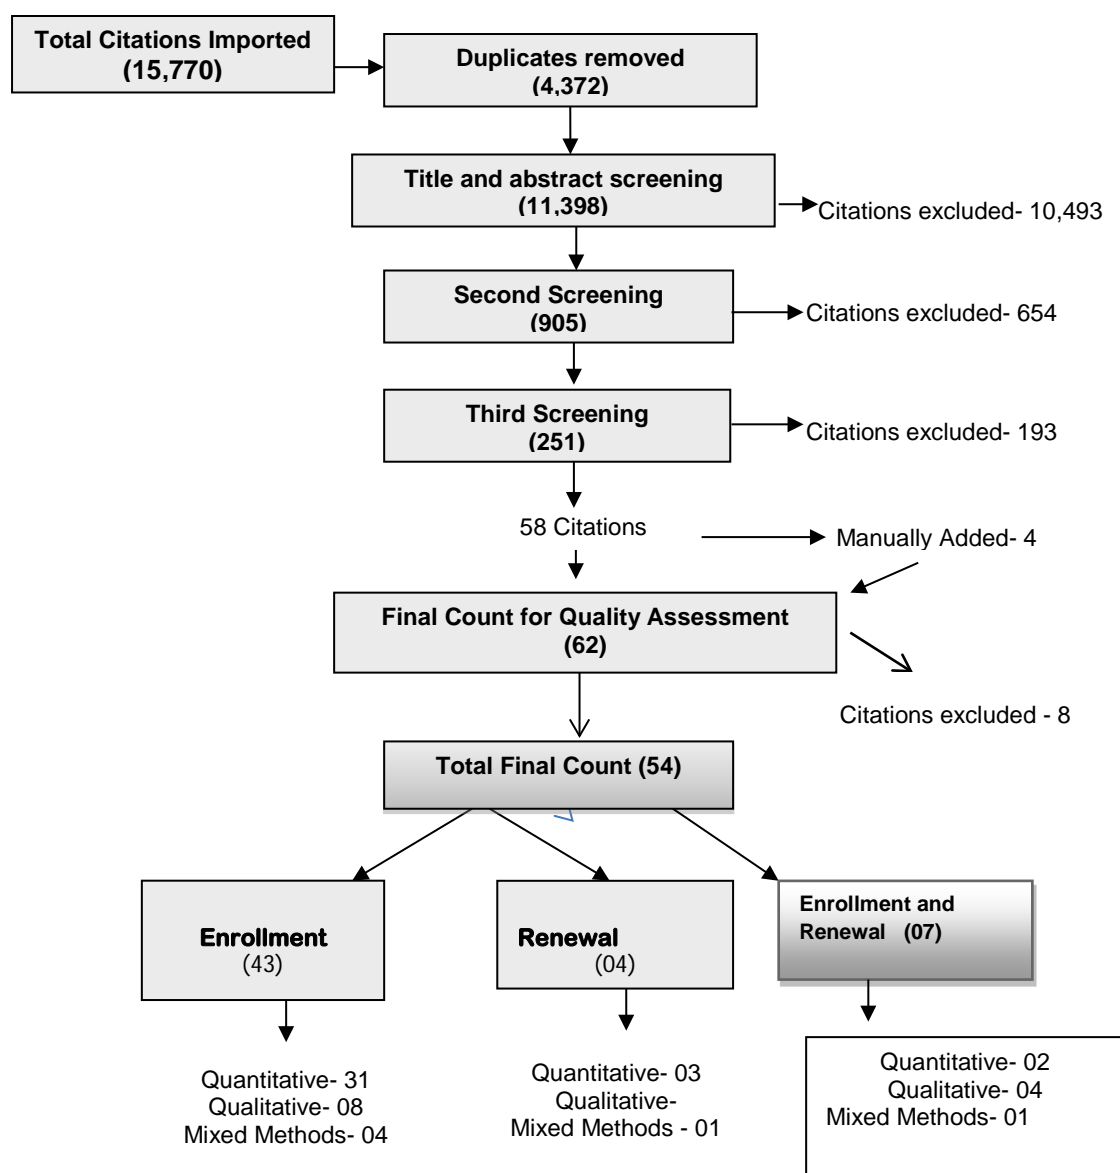 Total Citations Imported
(15,770)
Duplicates removed
(4,372)
Title and abstract screening
(11,398)
Citations excluded- 10,493
Second Screening
(905)
Citations excluded- 654
Third Screening
(251)
Citations excluded- 193
58 Citations
Manually Added- 4
Final Count for Quality Assessment
(62)
Citations excluded - 8
Total Final Count (54)
Enrollment
(43)
Renewal
(04)
Enrollment and
Renewal (07)
Quantitative- 31
Qualitative- 08
Mixed Methods- 04
Quantitative- 03
Qualitative-
Mixed Methods - 01
Quantitative- 02
Qualitative- 04
Mixed Methods- 01